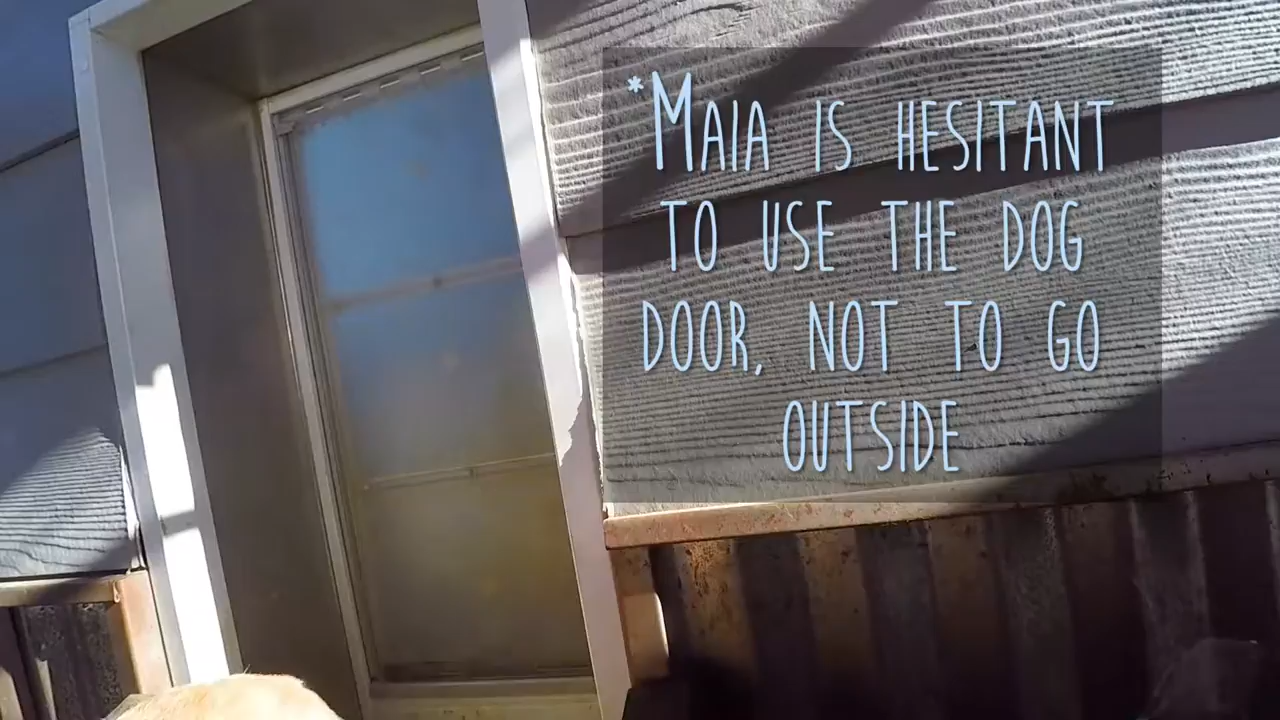 *Maia is hesitant
to use the dog
door, not to go
outside